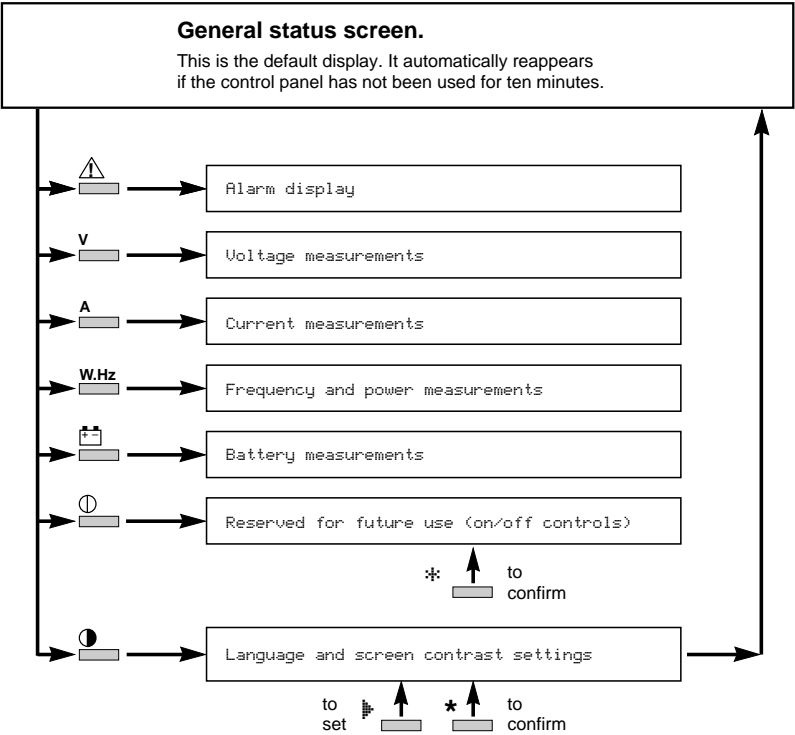 General status screen.
This is the default display. It automatically reappears
if the control panel has not been used for ten minutes.
Alarm display
V
Voltage measurements
A
Current measurements
W.Hz
Frequency and power measurements
+ −
Battery measurements
Reserved for future use (on/off controls)
* to
confirm
Language and screen contrast settings
to
set
* to
confirm